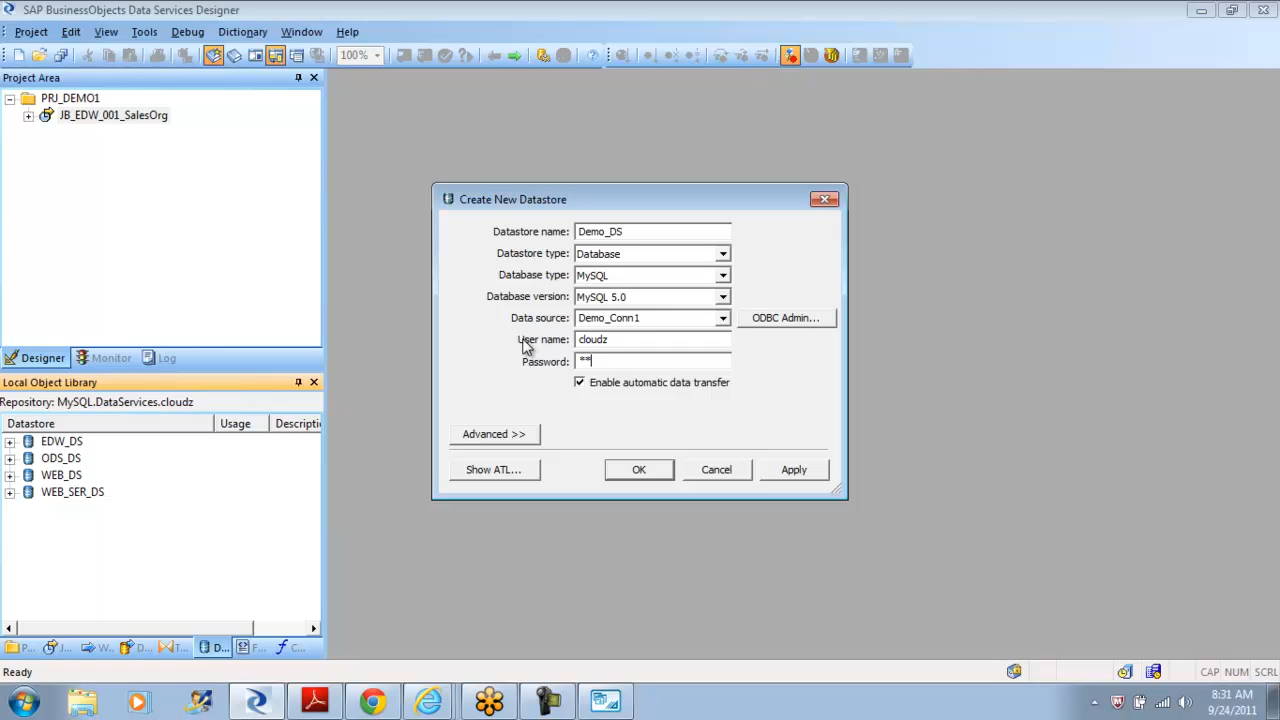 SAP BusinessObjects Data Services Designer
Project Edit View Tools Debug Dictionary Window Help
100%
Project Area
PRJ_DEMO1
JB_EDW_001_SalesOrg
Designer Monitor Log
Local Object Library
Repository: MySQL.DataServices.cloudz
Datastore Usage Descriptic
EDW_DS
ODS_DS
WEB_DS
WEB_SER_DS
P... J... W... D... T... D... F... C...
Create New Datastore
Datastore name: Demo_DS
Datastore type: Database
Database type: MySQL
Database version: MySQL 5.0
Data source: Demo_Conn1 ODBC Admin...
User name: cloudz
Password: **
Enable automatic data transfer
Advanced >>
Show ATL... OK Cancel Apply
Ready CAP NUM SCRL
8:31 AM
9/24/2011